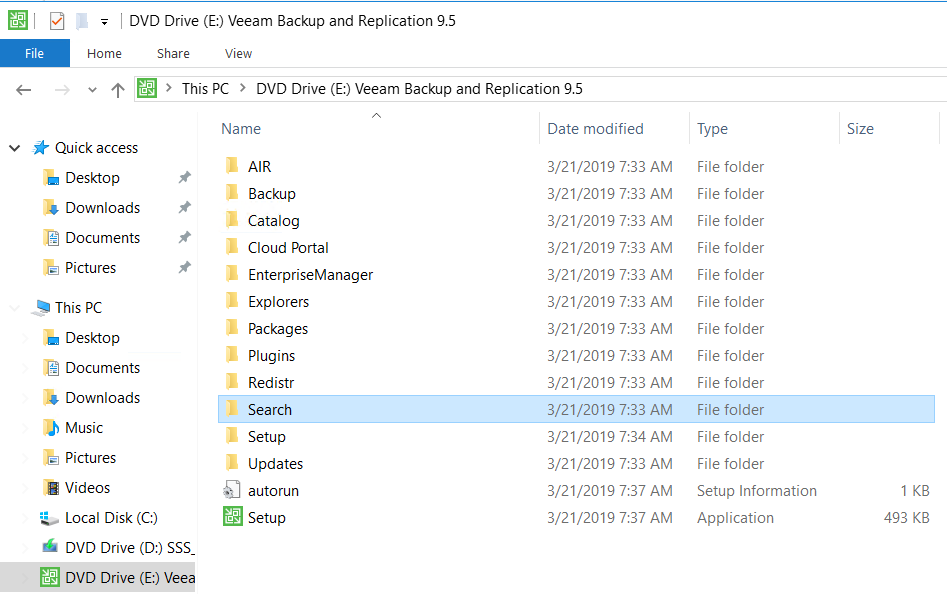 DVD Drive (E:) Veeam Backup and Replication 9.5
File Home Share View
This PC DVD Drive (E:) Veeam Backup and Replication 9.5
Name Date modified Type Size
Quick access
Desktop
Downloads
Documents
Pictures
This PC
Desktop
Documents
Downloads
Music
Pictures
Videos
Local Disk (C:)
DVD Drive (D:) SSS_
DVD Drive (E:) Veea
AIR 3/21/2019 7:33 AM File folder
Backup 3/21/2019 7:33 AM File folder
Catalog 3/21/2019 7:33 AM File folder
Cloud Portal 3/21/2019 7:33 AM File folder
EnterpriseManager 3/21/2019 7:33 AM File folder
Explorers 3/21/2019 7:33 AM File folder
Packages 3/21/2019 7:33 AM File folder
Plugins 3/21/2019 7:33 AM File folder
Redistr 3/21/2019 7:33 AM File folder
Search 3/21/2019 7:33 AM File folder
Setup 3/21/2019 7:34 AM File folder
Updates 3/21/2019 7:33 AM File folder
autorun 3/21/2019 7:37 AM Setup Information 1 KB
Setup 3/21/2019 7:37 AM Application 493 KB